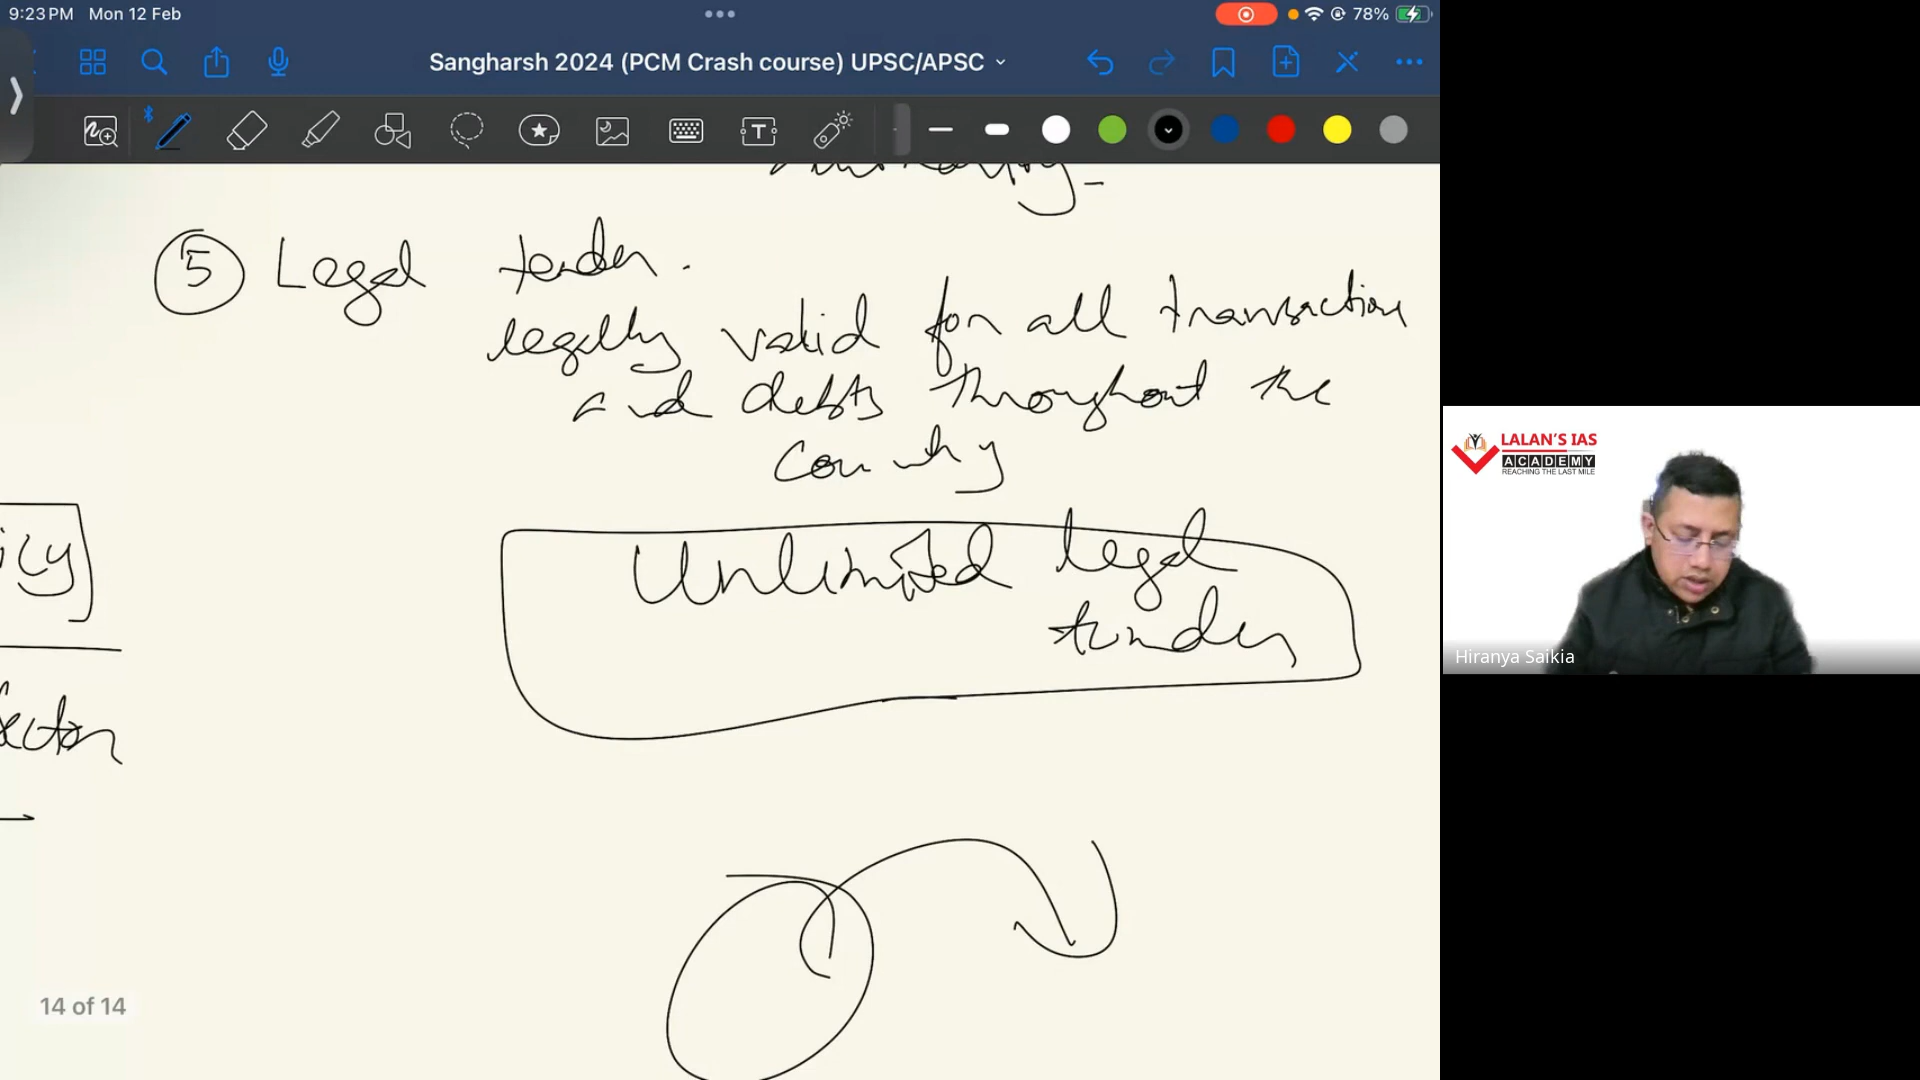 9:23 PM Mon 12 Feb
78%
Sangharsh 2024 (PCM Crash course) UPSC/APSC
T
5 Legal tender.
legally valid for all transaction
and debts throughout the
Country
Unlimited legal
tender
14 of 14
LALAN'S IAS
ACADEMY
REACHING THE LAST MILE
Hiranya Saikia